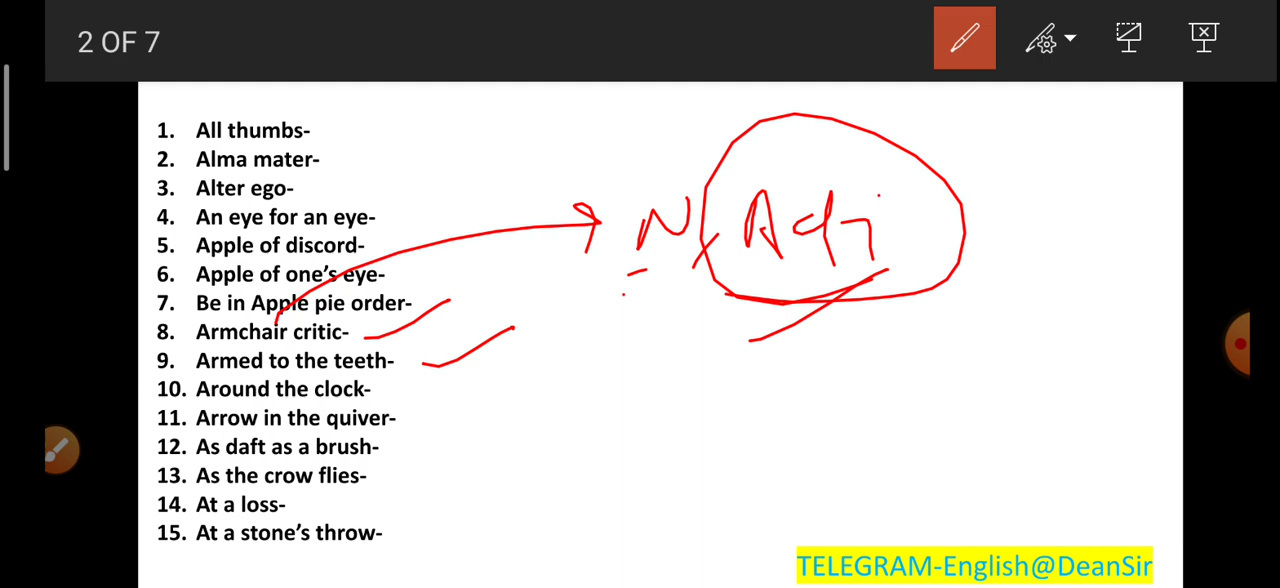 2 OF 7
1. All thumbs-
2. Alma mater-
3. Alter ego-
4. An eye for an eye-
5. Apple of discord-
6. Apple of one’s eye-
7. Be in Apple pie order-
8. Armchair critic-
9. Armed to the teeth-
10. Around the clock-
11. Arrow in the quiver-
12. As daft as a brush-
13. As the crow flies-
14. At a loss-
15. At a stone’s throw-
N, Adj
TELEGRAM-English@DeanSir